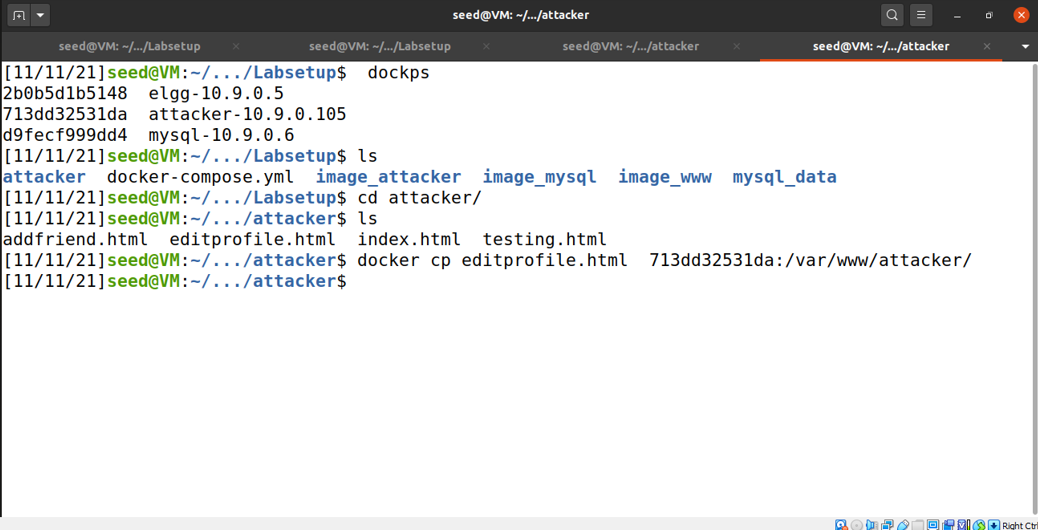 seed@VM: ~/.../attacker
seed@VM: ~/.../Labsetup × seed@VM: ~/.../Labsetup × seed@VM: ~/.../attacker × seed@VM: ~/.../attacker ×
[11/11/21]seed@VM:~/.../Labsetup$  dockps
2b0b5d1b5148  elgg-10.9.0.5
713dd32531da  attacker-10.9.0.105
d9fecf999dd4  mysql-10.9.0.6
[11/11/21]seed@VM:~/.../Labsetup$ ls
attacker  docker-compose.yml  image_attacker  image_mysql  image_www  mysql_data
[11/11/21]seed@VM:~/.../Labsetup$ cd attacker/
[11/11/21]seed@VM:~/.../attacker$ ls
addfriend.html  editprofile.html  index.html  testing.html
[11/11/21]seed@VM:~/.../attacker$ docker cp editprofile.html  713dd32531da:/var/www/attacker/
[11/11/21]seed@VM:~/.../attacker$
Right Ctrl